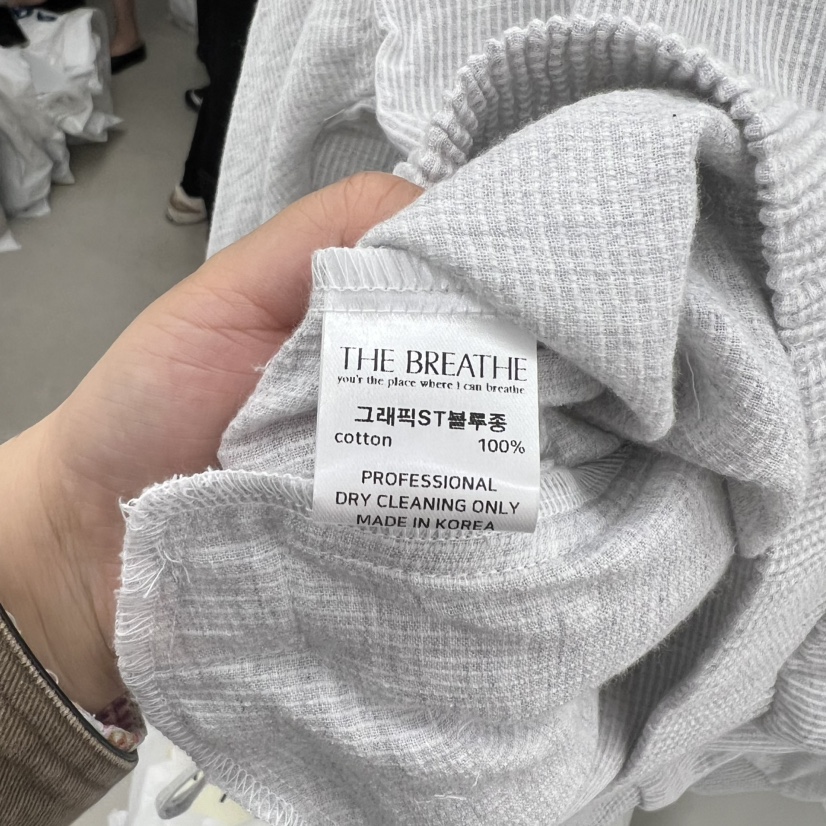 THE BREATHE
you'r the place where i can breathe
그래픽ST블루종
cotton 100%
PROFESSIONAL
DRY CLEANING ONLY
MADE IN KOREA